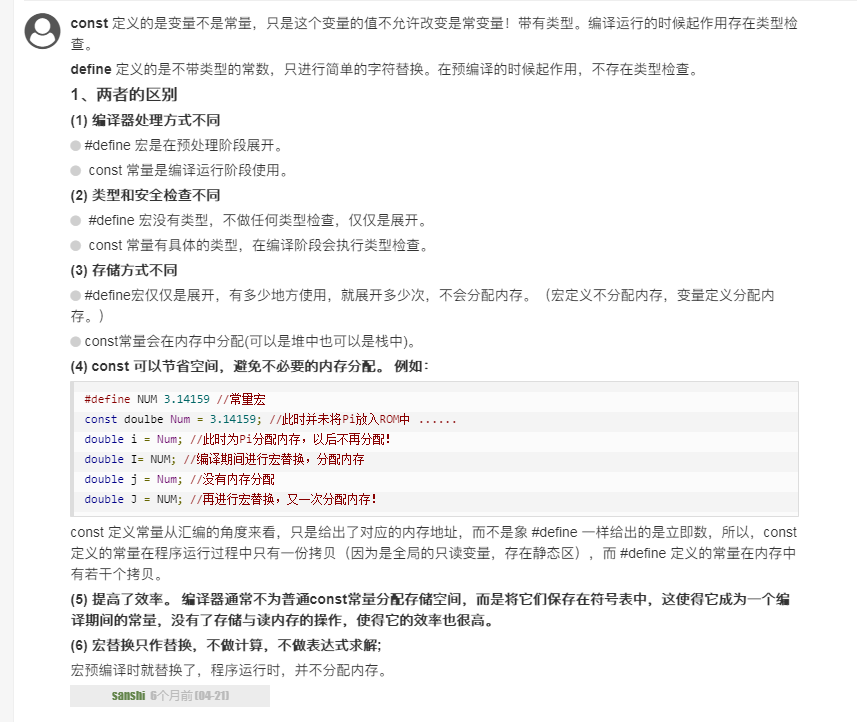 const 定义的是变量不是常量，只是这个变量的值不允许改变是常变量！带有类型。编译运行的时候起作用存在类型检
查。
define 定义的是不带类型的常数，只进行简单的字符替换。在预编译的时候起作用，不存在类型检查。
1、两者的区别
(1) 编译器处理方式不同
#define 宏是在预处理阶段展开。
const 常量是编译运行阶段使用。
(2) 类型和安全检查不同
#define 宏没有类型，不做任何类型检查，仅仅是展开。
const 常量有具体的类型，在编译阶段会执行类型检查。
(3) 存储方式不同
#define宏仅仅是展开，有多少地方使用，就展开多少次，不会分配内存。（宏定义不分配内存，变量定义分配内
存。）
const常量会在内存中分配(可以是堆中也可以是栈中)。
(4) const 可以节省空间，避免不必要的内存分配。 例如：
#define NUM 3.14159 //常量宏
const doulbe Num = 3.14159; //此时并未将Pi放入ROM中 ......
double i = Num; //此时为Pi分配内存，以后不再分配！
double I= NUM; //编译期间进行宏替换，分配内存
double j = Num; //没有内存分配
double J = NUM; //再进行宏替换，又一次分配内存！
const 定义常量从汇编的角度来看，只是给出了对应的内存地址，而不是象 #define 一样给出的是立即数，所以，const
定义的常量在程序运行过程中只有一份拷贝（因为是全局的只读变量，存在静态区），而 #define 定义的常量在内存中
有若干个拷贝。
(5) 提高了效率。 编译器通常不为普通const常量分配存储空间，而是将它们保存在符号表中，这使得它成为一个编
译期间的常量，没有了存储与读内存的操作，使得它的效率也很高。
(6) 宏替换只作替换，不做计算，不做表达式求解;
宏预编译时就替换了，程序运行时，并不分配内存。
sanshi 6个月前 (04-21)